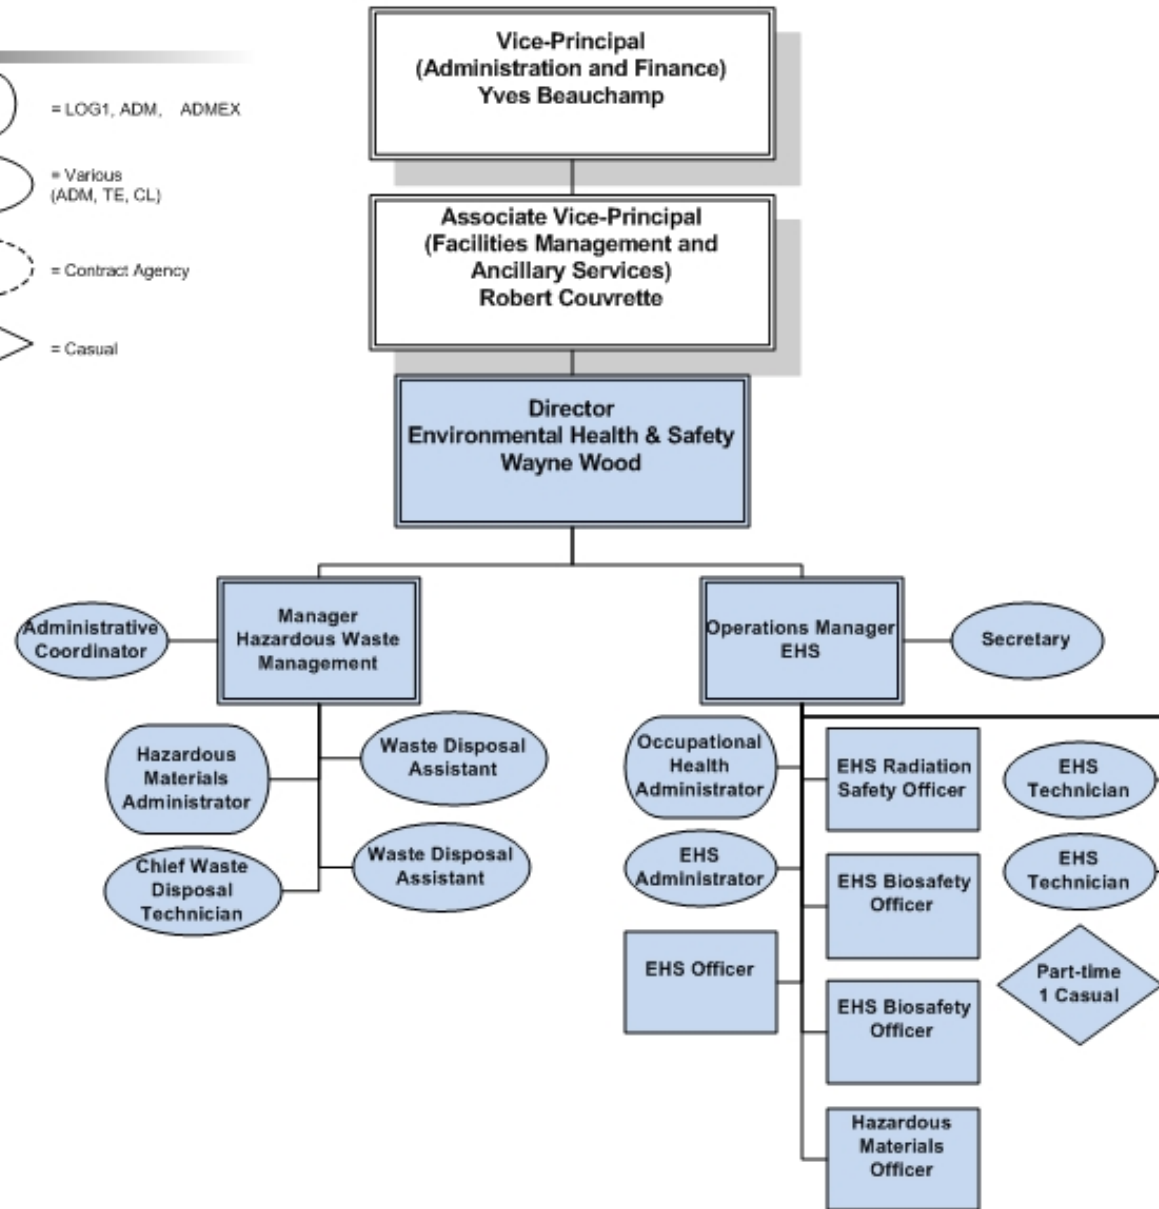 Vice-Principal
(Administration and Finance)
Yves Beauchamp
= LOG1, ADM, ADMEX
= Various
(ADM, TE, CL)
= Contract Agency
= Casual
Associate Vice-Principal
(Facilities Management and
Ancillary Services)
Robert Couvrette
Director
Environmental Health & Safety
Wayne Wood
Administrative
Coordinator
Manager
Hazardous Waste
Management
Operations Manager
EHS
Secretary
Hazardous
Materials
Administrator
Waste Disposal
Assistant
Chief Waste
Disposal
Technician
Waste Disposal
Assistant
Occupational
Health
Administrator
EHS Radiation
Safety Officer
EHS
Technician
EHS
Administrator
EHS Biosafety
Officer
EHS
Technician
EHS Officer
EHS Biosafety
Officer
Part-time
1 Casual
Hazardous
Materials
Officer